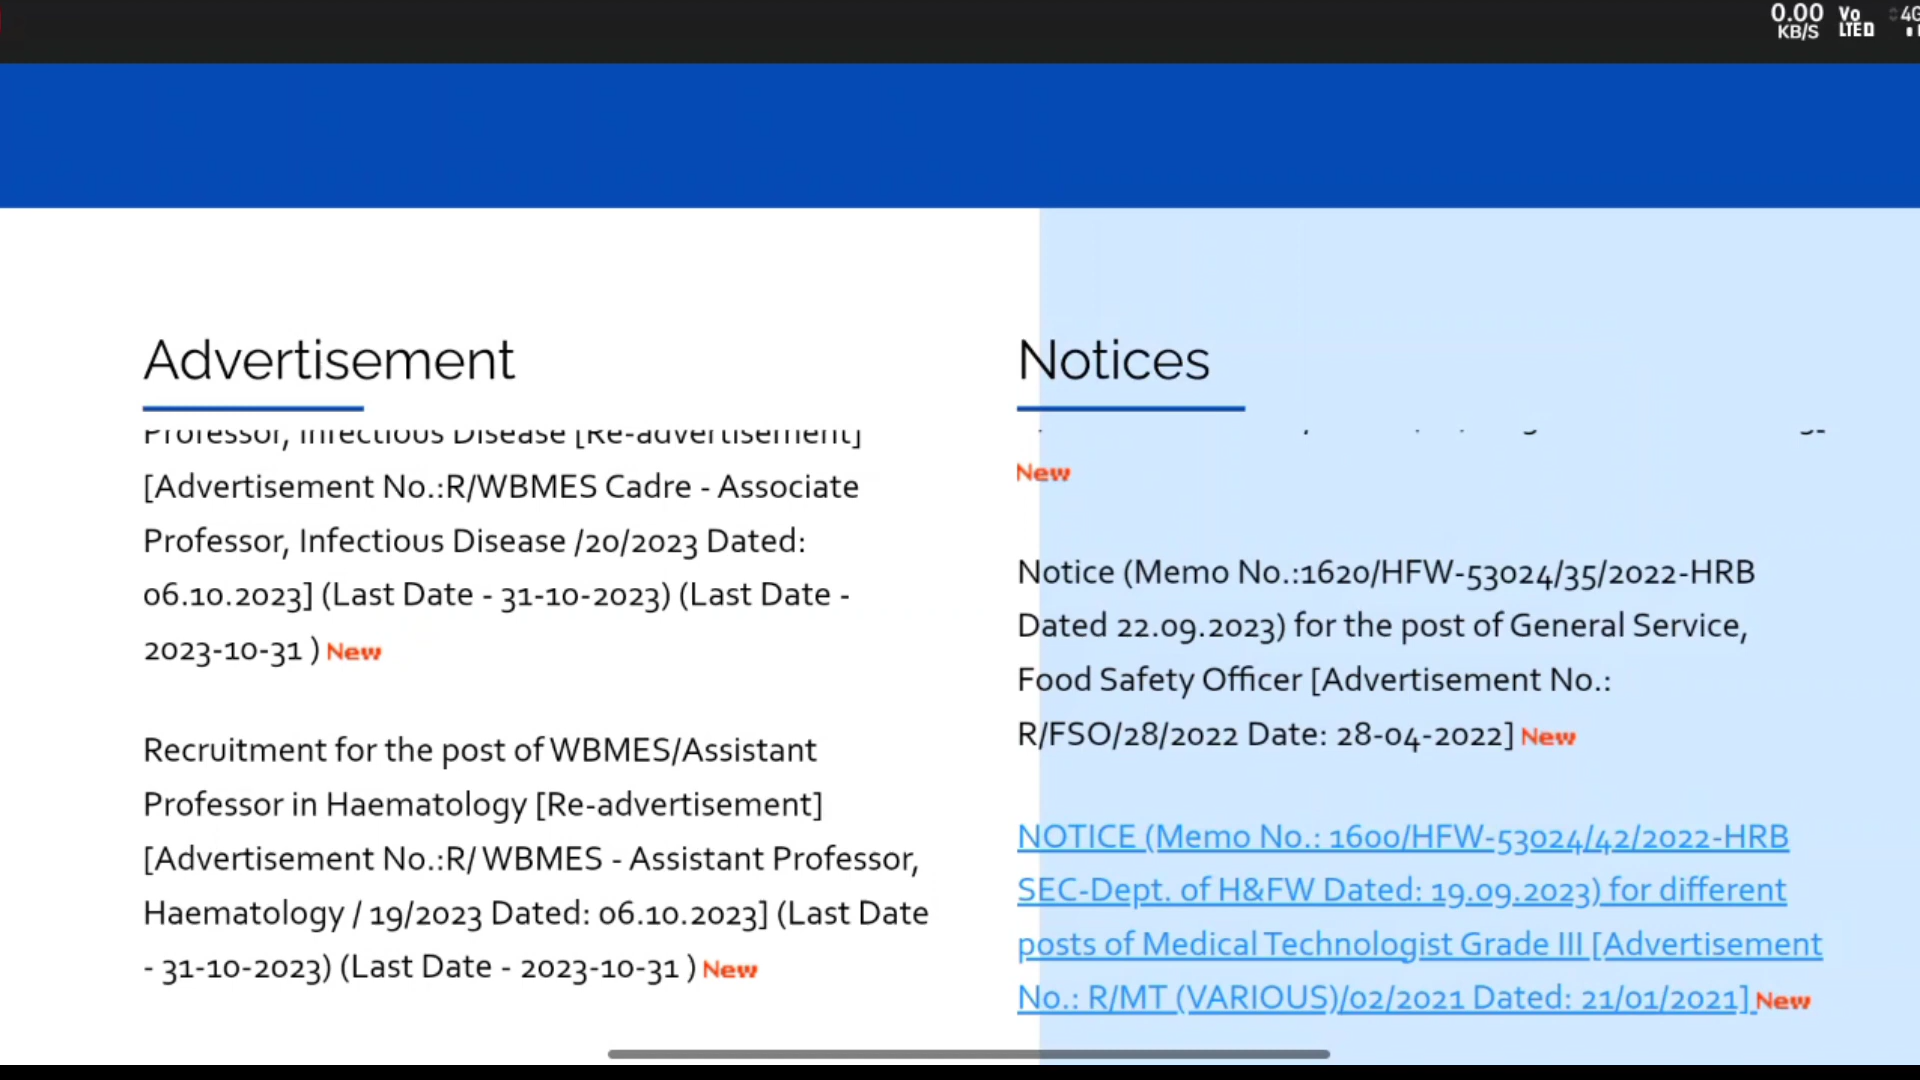 0.00
KB/S
Vo
LTED
4G
Advertisement
Professor, Infectious Disease [Re-advertisement]
[Advertisement No.:R/WBMES Cadre - Associate
Professor, Infectious Disease /20/2023 Dated:
06.10.2023] (Last Date - 31-10-2023) (Last Date -
2023-10-31 ) New
Recruitment for the post of WBMES/Assistant
Professor in Haematology [Re-advertisement]
[Advertisement No.:R/ WBMES - Assistant Professor,
Haematology / 19/2023 Dated: 06.10.2023] (Last Date
- 31-10-2023) (Last Date - 2023-10-31 ) New
Notices
New
Notice (Memo No.:1620/HFW-53024/35/2022-HRB
Dated 22.09.2023) for the post of General Service,
Food Safety Officer [Advertisement No.:
R/FSO/28/2022 Date: 28-04-2022] New
NOTICE (Memo No.: 1600/HFW-53024/42/2022-HRB
SEC-Dept. of H&FW Dated: 19.09.2023) for different
posts of Medical Technologist Grade III [Advertisement
No.: R/MT (VARIOUS)/02/2021 Dated: 21/01/2021] New